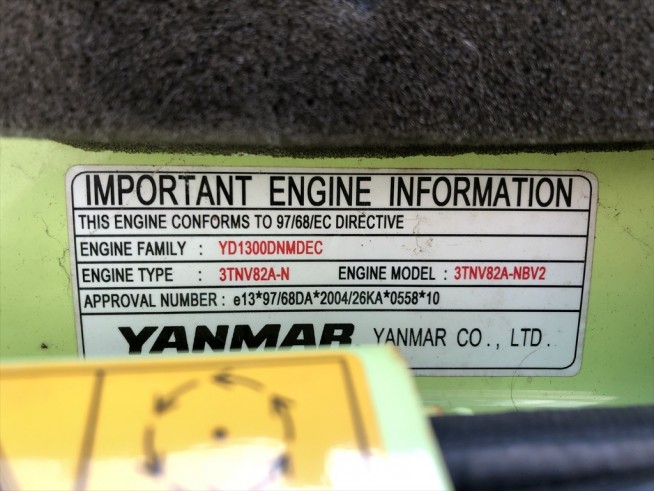 IMPORTANT ENGINE INFORMATION
THIS ENGINE CONFORMS TO 97/68/EC DIRECTIVE
ENGINE FAMILY : YD1300DNMDEC
ENGINE TYPE : 3TNV82A-N ENGINE MODEL : 3TNV82A-NBV2
APPROVAL NUMBER : e13*97/68DA*2004/26KA*0558*10
YANMAR YANMAR CO., LTD.